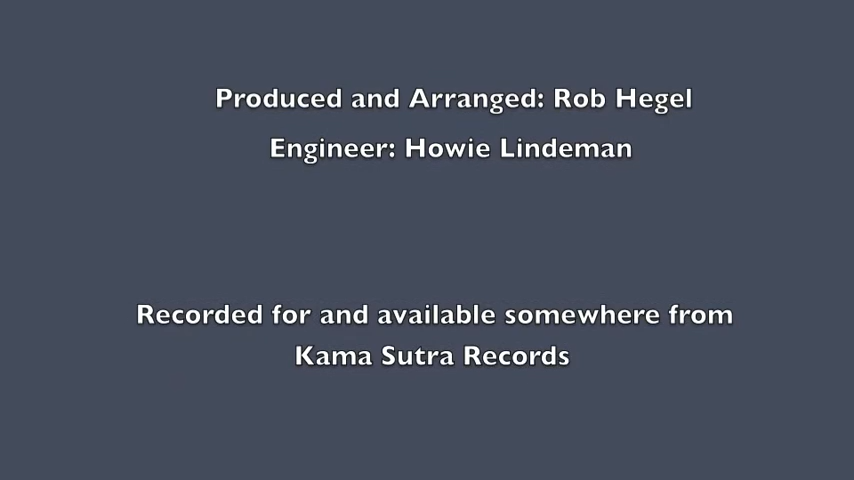 Produced and Arranged: Rob Hegel
Engineer: Howie Lindeman
Recorded for and available somewhere from
Kama Sutra Records